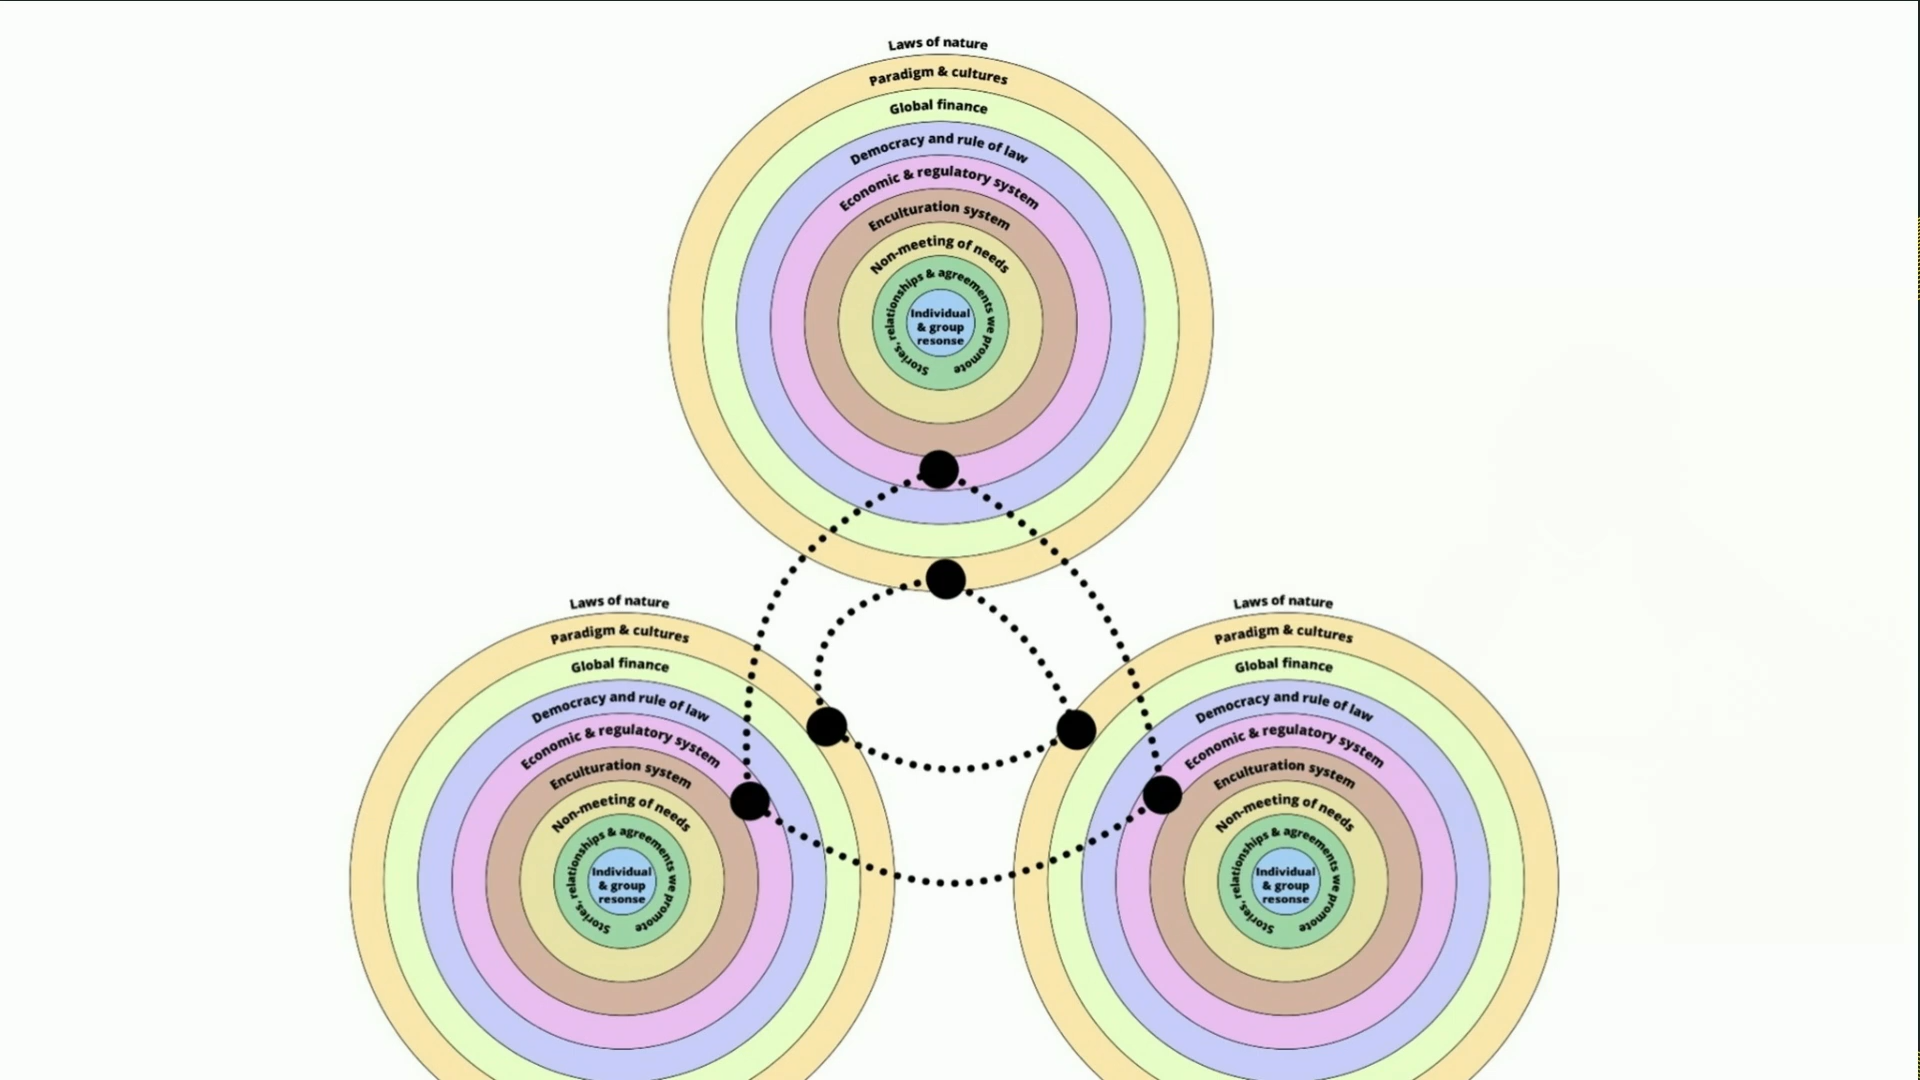 Laws of nature
Paradigm & cultures
Global finance
Democracy and rule of law
Economic & regulatory system
Enculturation system
Non-meeting of needs
Stories, relationships & agreements we promote
Individual
& group
resonse
Laws of nature
Paradigm & cultures
Global finance
Democracy and rule of law
Economic & regulatory system
Enculturation system
Non-meeting of needs
Stories, relationships & agreements we promote
Individual
& group
resonse
Laws of nature
Paradigm & cultures
Global finance
Democracy and rule of law
Economic & regulatory system
Enculturation system
Non-meeting of needs
Stories, relationships & agreements we promote
Individual
& group
resonse